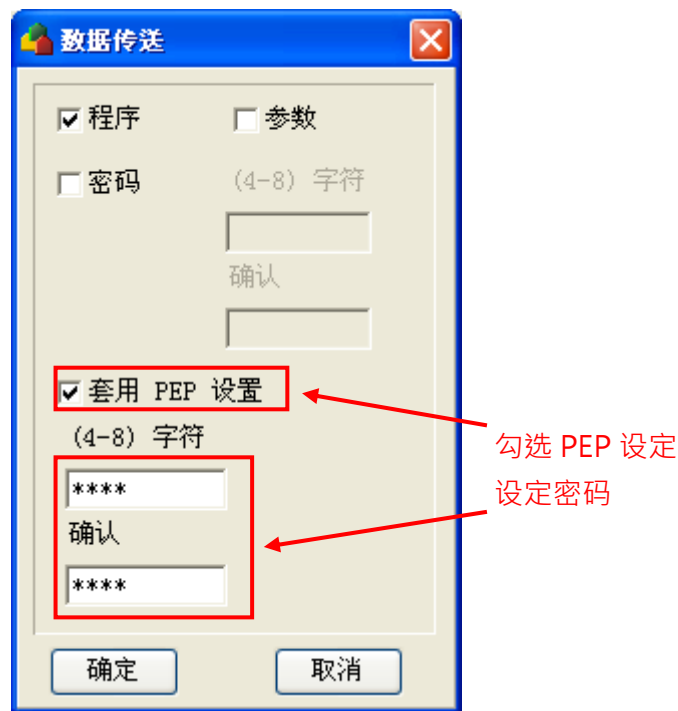 数据传送
程序 参数
密码 (4-8) 字符
确认
套用 PEP 设置
(4-8) 字符
****
确认
****
勾选 PEP 设定
设定密码
确定 取消